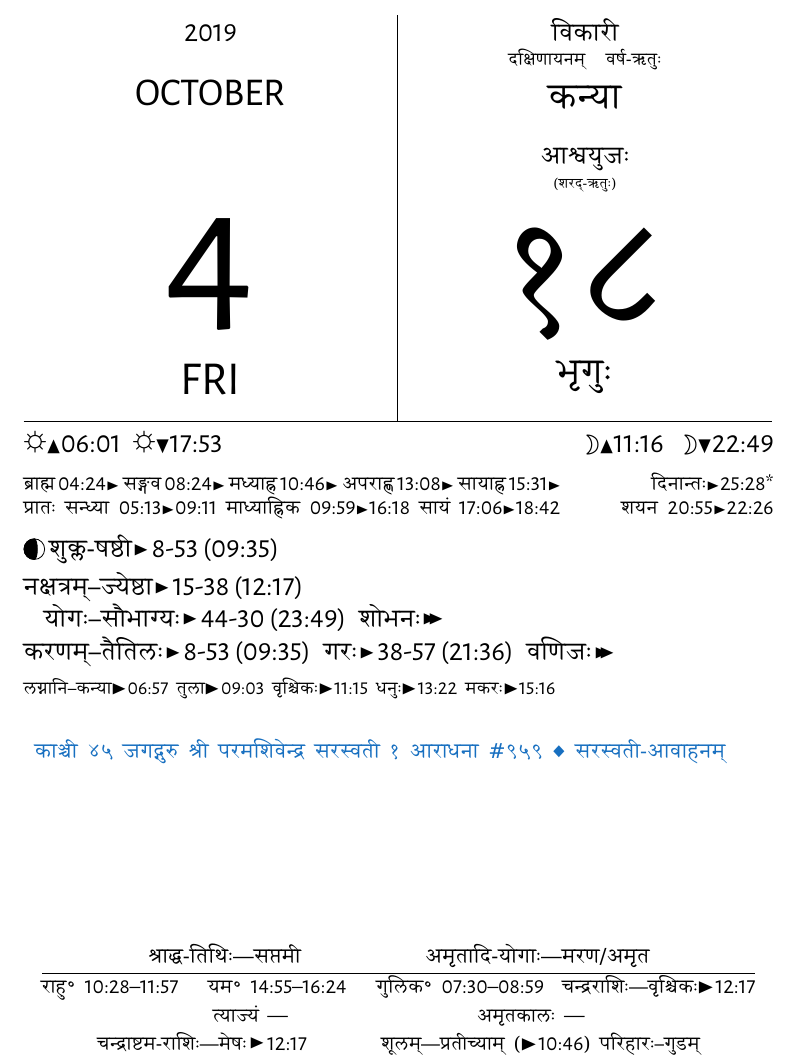 2019
OCTOBER
4
FRI
विकारी
दक्षिणायनम् वर्ष-ऋतुः
कन्या
आश्वयुजः
(शरद्-ऋतुः)
१८
भृगुः
☼▲06:01 ☼▼17:53 ☽▲11:16 ☽▼22:49
ब्राह्म 04:24► सङ्गव 08:24► मध्याह्न 10:46► अपराह्ण 13:08► सायाह्न 15:31► दिनान्तः►25:28*
प्रातः सन्ध्या 05:13►09:11 माध्याह्निक 09:59►16:18 सायं 17:06►18:42 शयन 20:55►22:26
शुक्ल-षष्ठी► 8-53 (09:35)
नक्षत्रम्–ज्येष्ठा►15-38 (12:17)
योगः–सौभाग्यः► 44-30 (23:49) शोभनः►►
करणम्–तैतिलः►8-53 (09:35) गरः►38-57 (21:36) वणिजः►►
लग्नानि–कन्या►06:57 तुला►09:03 वृश्चिकः►11:15 धनुः►13:22 मकरः►15:16
काञ्ची ४५ जगद्गुरु श्री परमशिवेन्द्र सरस्वती १ आराधना #९५९ ◆ सरस्वती-आवाहनम्
श्राद्ध-तिथिः—सप्तमी अमृतादि-योगाः—मरण/अमृत
राहु° 10:28–11:57 यम° 14:55–16:24 गुलिक° 07:30–08:59 चन्द्रराशिः—वृश्चिकः►12:17
त्याज्यं — अमृतकालः —
चन्द्राष्टम-राशिः—मेषः►12:17 शूलम्—प्रतीच्याम् (►10:46) परिहारः–गुडम्